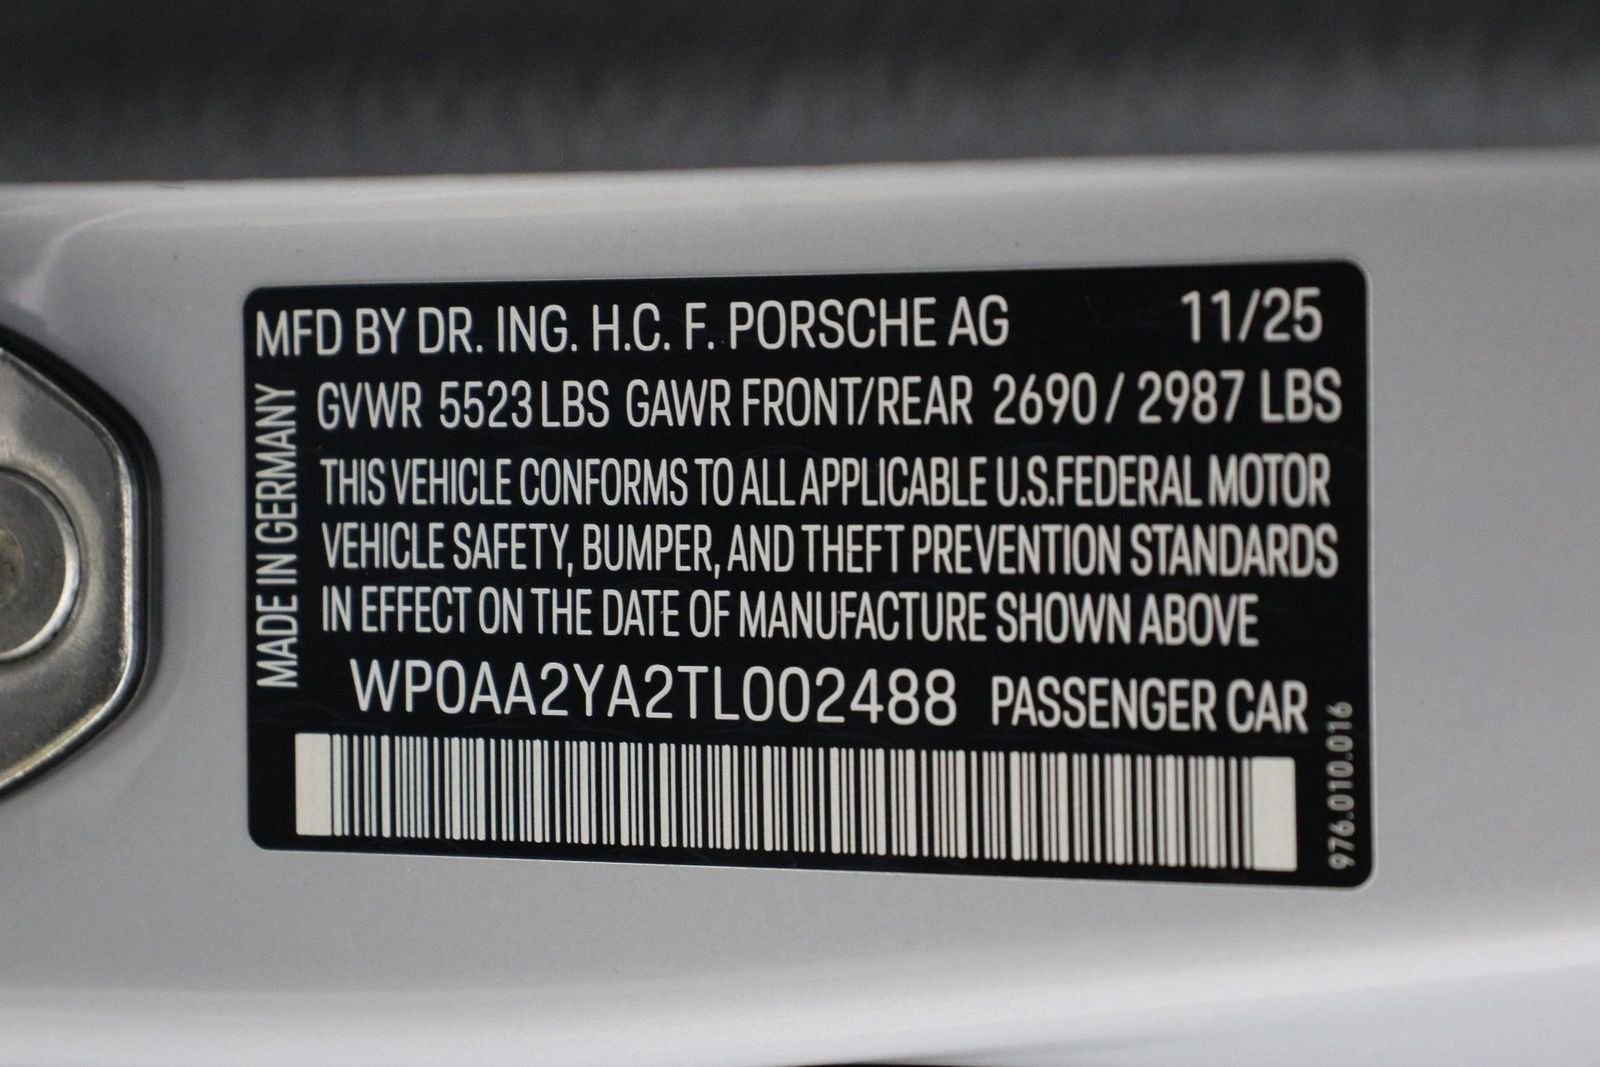 MFD BY DR. ING. H.C. F. PORSCHE AG 11/25
GVWR 5523 LBS GAWR FRONT/REAR 2690 / 2987 LBS
THIS VEHICLE CONFORMS TO ALL APPLICABLE U.S.FEDERAL MOTOR
VEHICLE SAFETY, BUMPER, AND THEFT PREVENTION STANDARDS
IN EFFECT ON THE DATE OF MANUFACTURE SHOWN ABOVE
WP0AA2YA2TL002488 PASSENGER CAR
MADE IN GERMANY
976.010.016